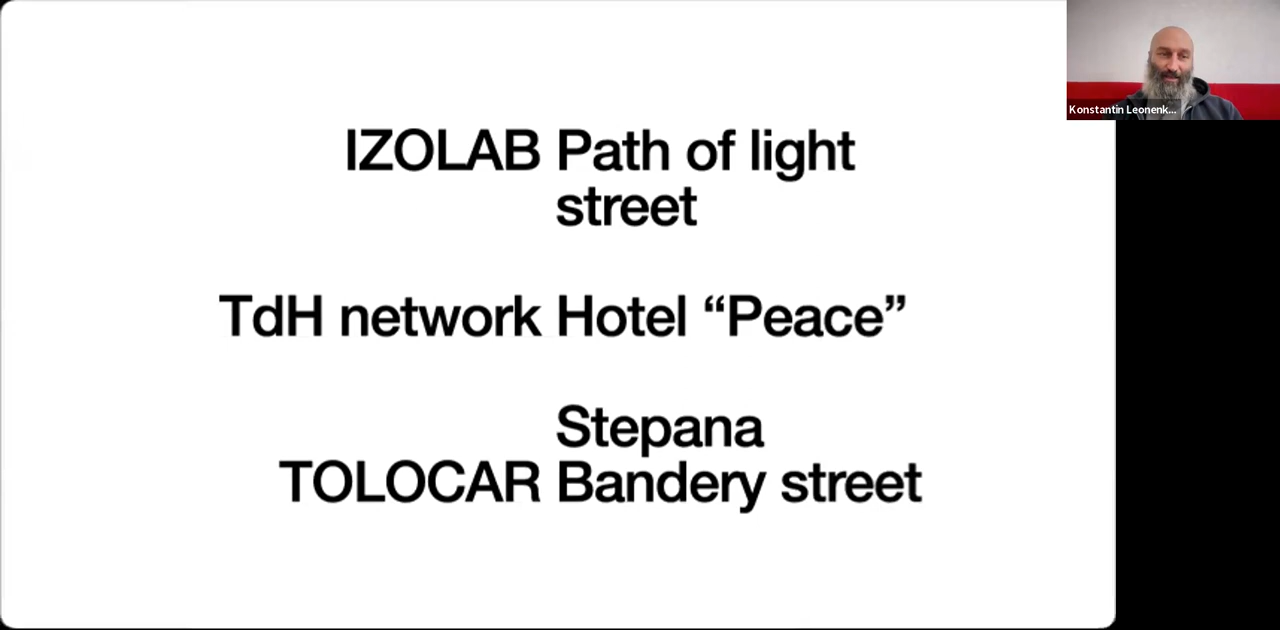 IZOLAB Path of light
street
TdH network Hotel “Peace”
Stepana
TOLOCAR Bandery street
Konstantin Leonenk...